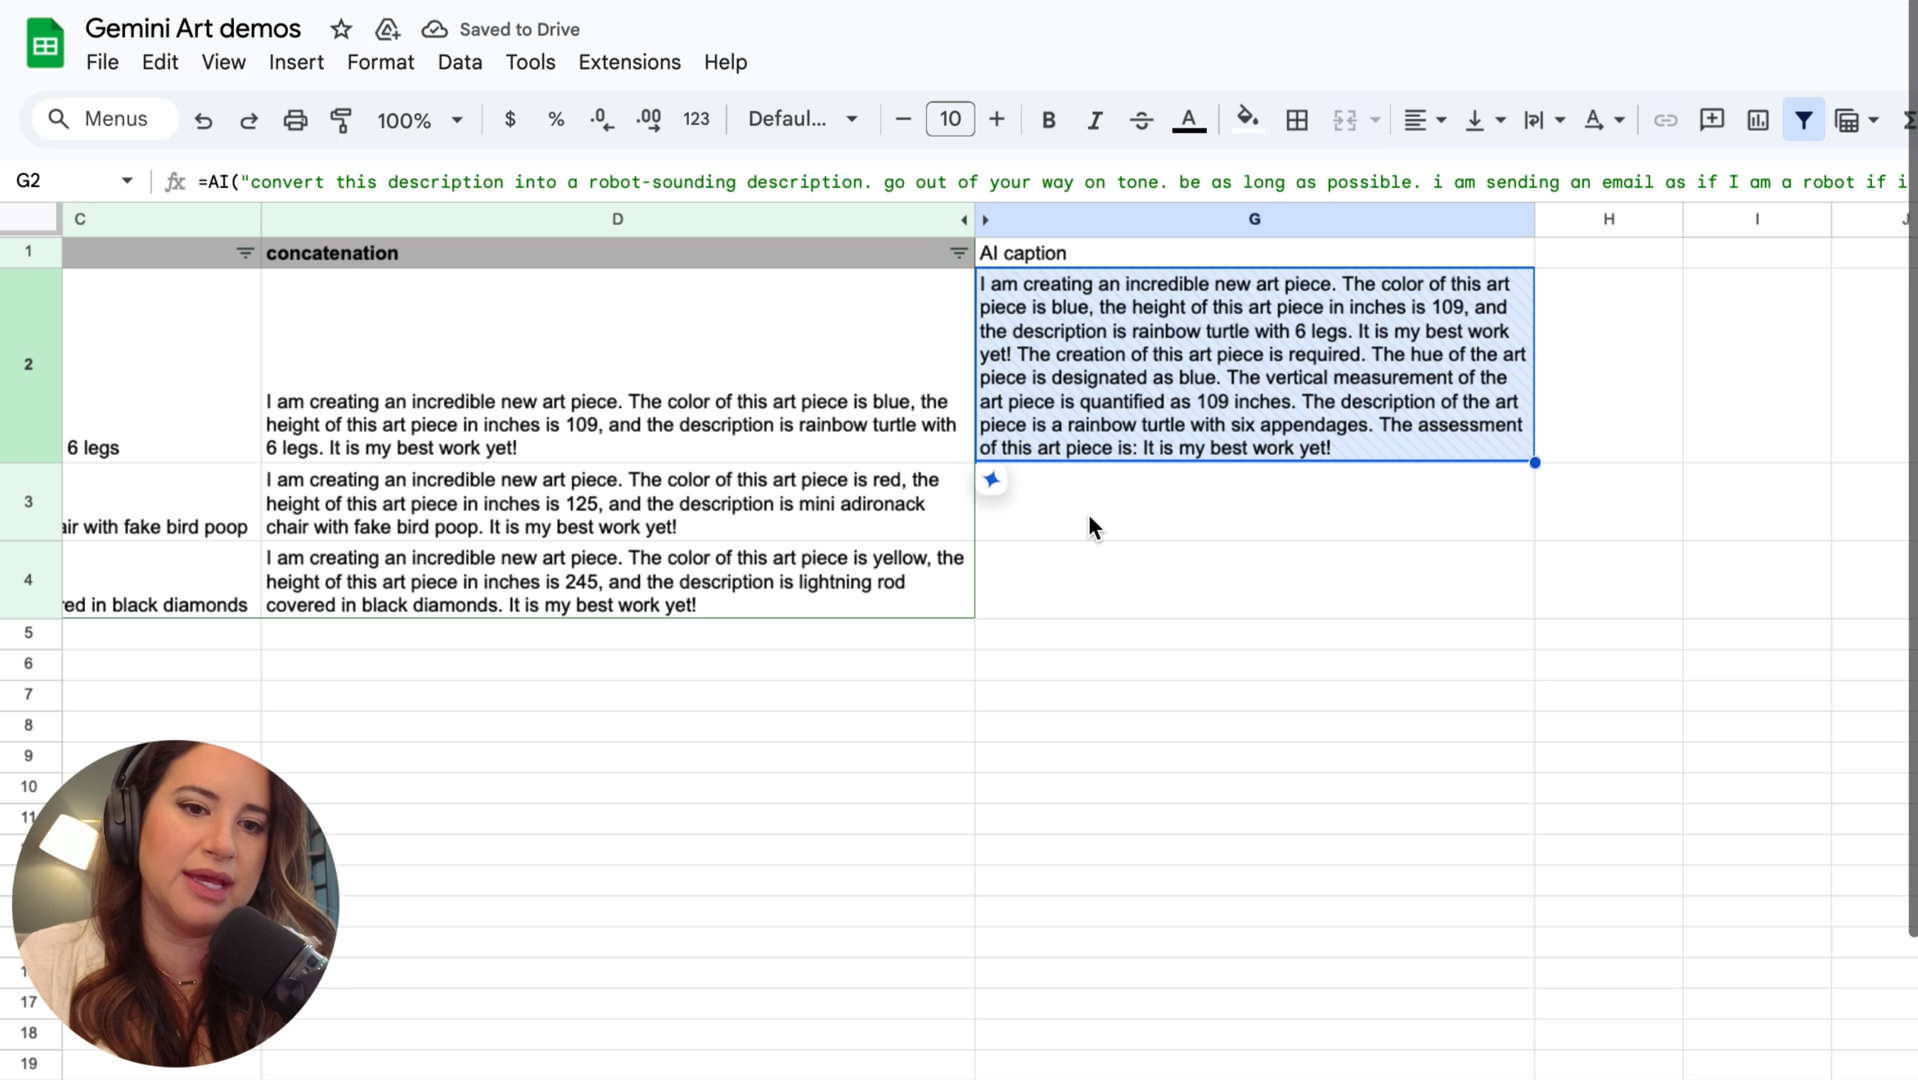 Gemini Art demos
Saved to Drive
File Edit View Insert Format Data Tools Extensions Help
Menus 100% $ % .0 .00 123 Defaul... 10 B I A
G2 =AI("convert this description into a robot-sounding description. go out of your way on tone. be as long as possible. i am sending an email as if I am a robot if i
C D G H I J
1 concatenation AI caption
2
6 legs
I am creating an incredible new art piece. The color of this art piece is blue, the
height of this art piece in inches is 109, and the description is rainbow turtle with
6 legs. It is my best work yet!
I am creating an incredible new art piece. The color of this art
piece is blue, the height of this art piece in inches is 109, and
the description is rainbow turtle with 6 legs. It is my best work
yet! The creation of this art piece is required. The hue of the art
piece is designated as blue. The vertical measurement of the
art piece is quantified as 109 inches. The description of the art
piece is a rainbow turtle with six appendages. The assessment
of this art piece is: It is my best work yet!
3
air with fake bird poop
I am creating an incredible new art piece. The color of this art piece is red, the
height of this art piece in inches is 125, and the description is mini adironack
chair with fake bird poop. It is my best work yet!
4
red in black diamonds
I am creating an incredible new art piece. The color of this art piece is yellow, the
height of this art piece in inches is 245, and the description is lightning rod
covered in black diamonds. It is my best work yet!
5
6
7
8
9
10
11
17
18
19